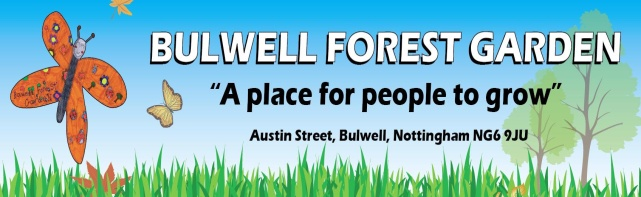 BULWELL FOREST GARDEN
“A place for people to grow”
Austin Street, Bulwell, Nottingham NG6 9JU